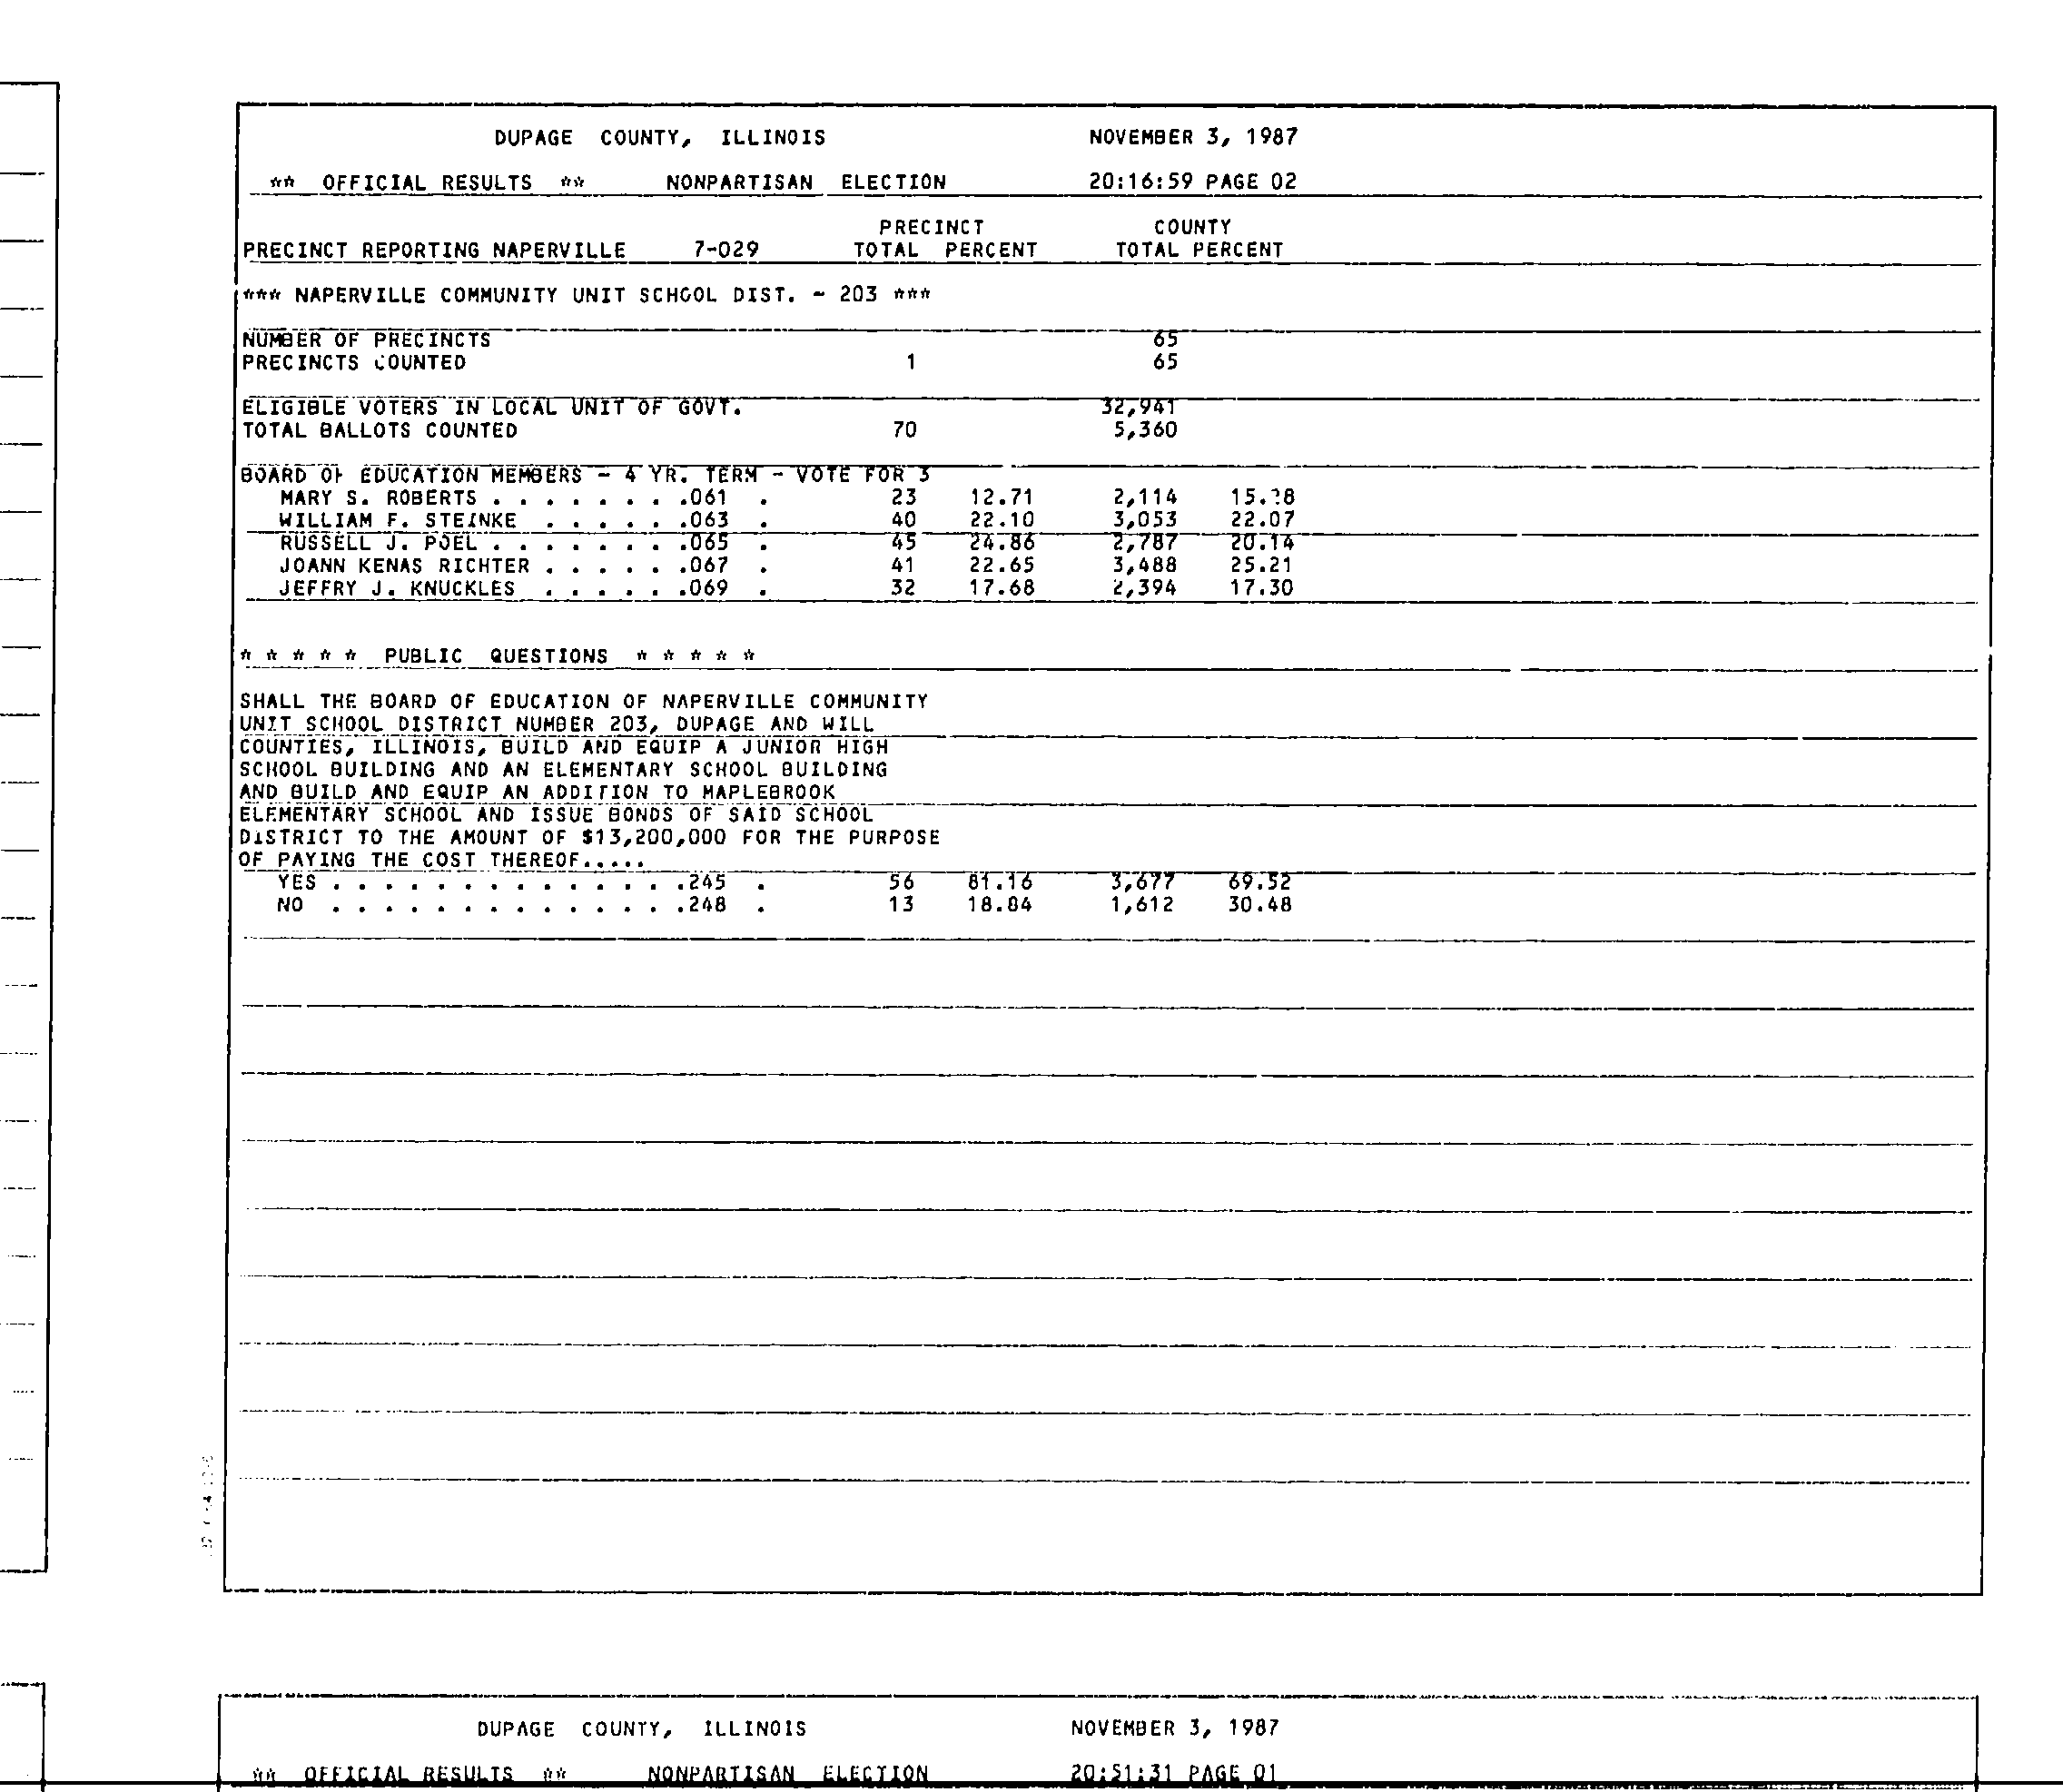 DUPAGE COUNTY, ILLINOIS NOVEMBER 3, 1987
** OFFICIAL RESULTS ** NONPARTISAN ELECTION 20:16:59 PAGE 02
PRECINCT COUNTY
PRECINCT REPORTING NAPERVILLE 7-029 TOTAL PERCENT TOTAL PERCENT
*** NAPERVILLE COMMUNITY UNIT SCHOOL DIST. - 203 ***
NUMBER OF PRECINCTS 65
PRECINCTS COUNTED 1 65
ELIGIBLE VOTERS IN LOCAL UNIT OF GOVT. 32,941
TOTAL BALLOTS COUNTED 70 5,360
BOARD OF EDUCATION MEMBERS - 4 YR. TERM - VOTE FOR 3
MARY S. ROBERTS . . . . . . . .061 . 23 12.71 2,114 15.28
WILLIAM F. STEINKE . . . . . .063 . 40 22.10 3,053 22.07
RUSSELL J. POEL . . . . . . . .065 . 45 24.86 2,787 20.14
JOANN KENAS RICHTER . . . . . .067 . 41 22.65 3,488 25.21
JEFFRY J. KNUCKLES . . . . . .069 . 32 17.68 2,394 17.30
* * * * * PUBLIC QUESTIONS * * * * *
SHALL THE BOARD OF EDUCATION OF NAPERVILLE COMMUNITY
UNIT SCHOOL DISTRICT NUMBER 203, DUPAGE AND WILL
COUNTIES, ILLINOIS, BUILD AND EQUIP A JUNIOR HIGH
SCHOOL BUILDING AND AN ELEMENTARY SCHOOL BUILDING
AND BUILD AND EQUIP AN ADDITION TO MAPLEBROOK
ELEMENTARY SCHOOL AND ISSUE BONDS OF SAID SCHOOL
DISTRICT TO THE AMOUNT OF $13,200,000 FOR THE PURPOSE
OF PAYING THE COST THEREOF.....
YES . . . . . . . . . . . . . .245 . 56 81.16 3,677 69.52
NO . . . . . . . . . . . . . .248 . 13 18.84 1,612 30.48
DUPAGE COUNTY, ILLINOIS NOVEMBER 3, 1987
** OFFICIAL RESULTS ** NONPARTISAN ELECTION 20:51:31 PAGE 01